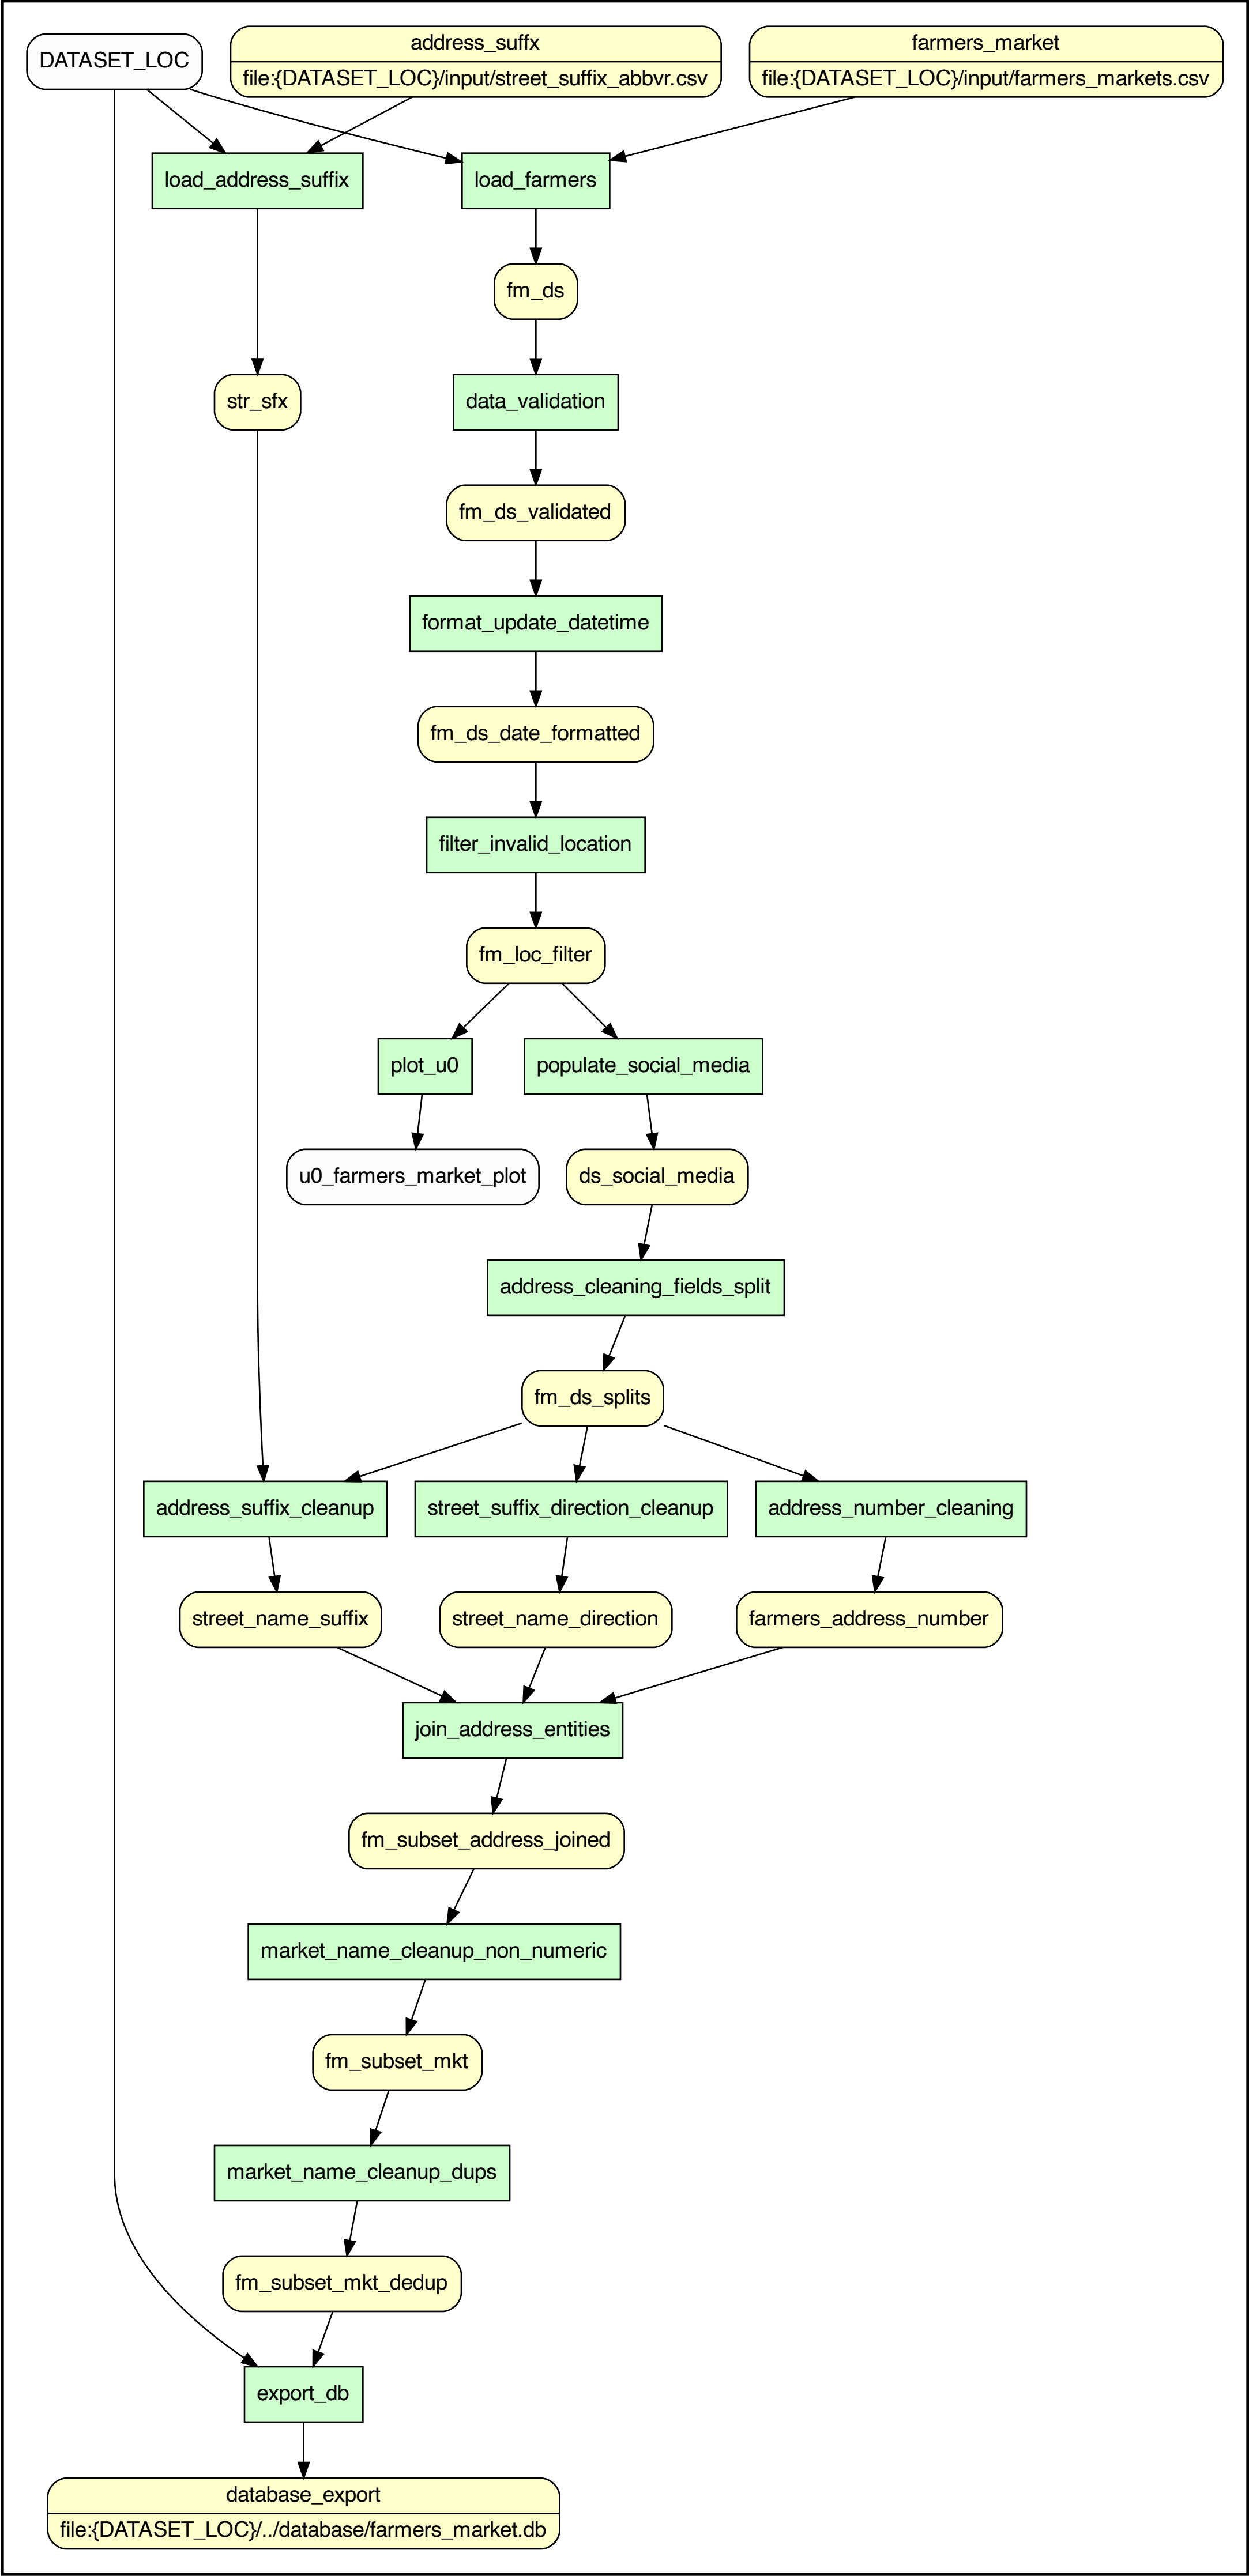 DATASET_LOC
address_suffx
file:{DATASET_LOC}/input/street_suffix_abbvr.csv
farmers_market
file:{DATASET_LOC}/input/farmers_markets.csv
load_address_suffix
load_farmers
fm_ds
str_sfx
data_validation
fm_ds_validated
format_update_datetime
fm_ds_date_formatted
filter_invalid_location
fm_loc_filter
plot_u0
populate_social_media
u0_farmers_market_plot
ds_social_media
address_cleaning_fields_split
fm_ds_splits
address_suffix_cleanup
street_suffix_direction_cleanup
address_number_cleaning
street_name_suffix
street_name_direction
farmers_address_number
join_address_entities
fm_subset_address_joined
market_name_cleanup_non_numeric
fm_subset_mkt
market_name_cleanup_dups
fm_subset_mkt_dedup
export_db
database_export
file:{DATASET_LOC}/../database/farmers_market.db